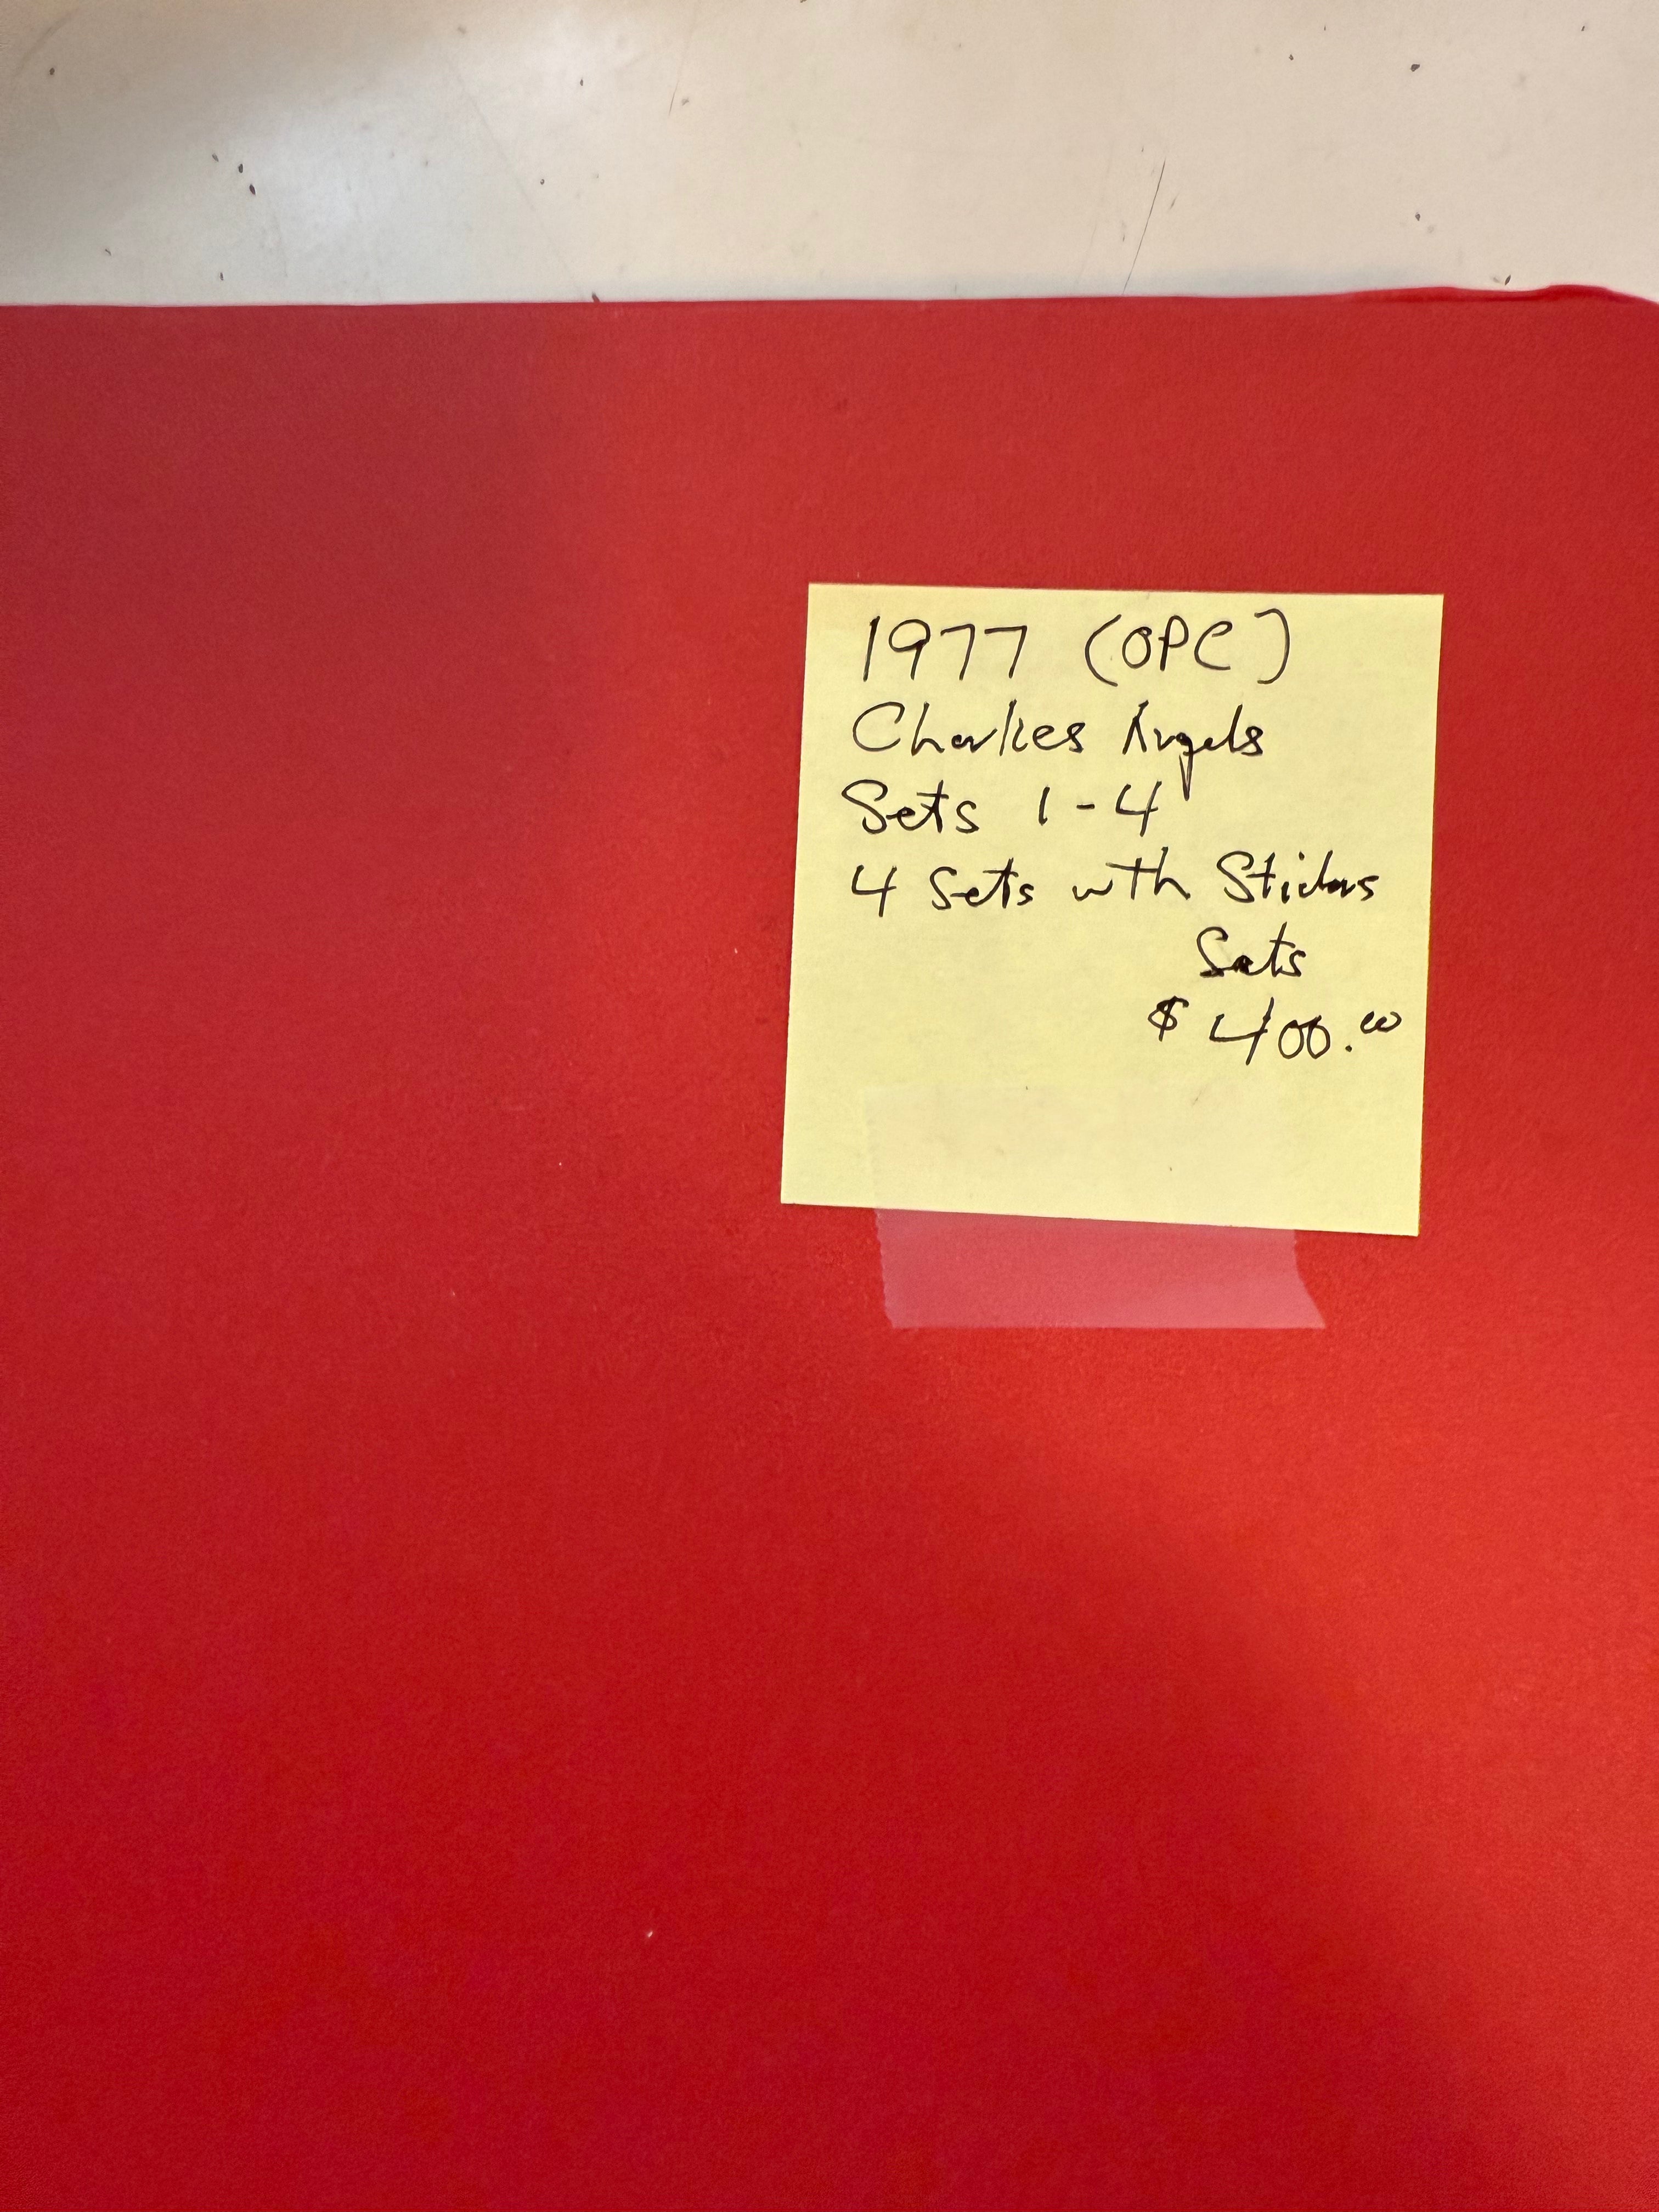 1977 (OPC)
Charlies Angels
Sets 1-4
4 Sets with Stickers
Sets
$400.00